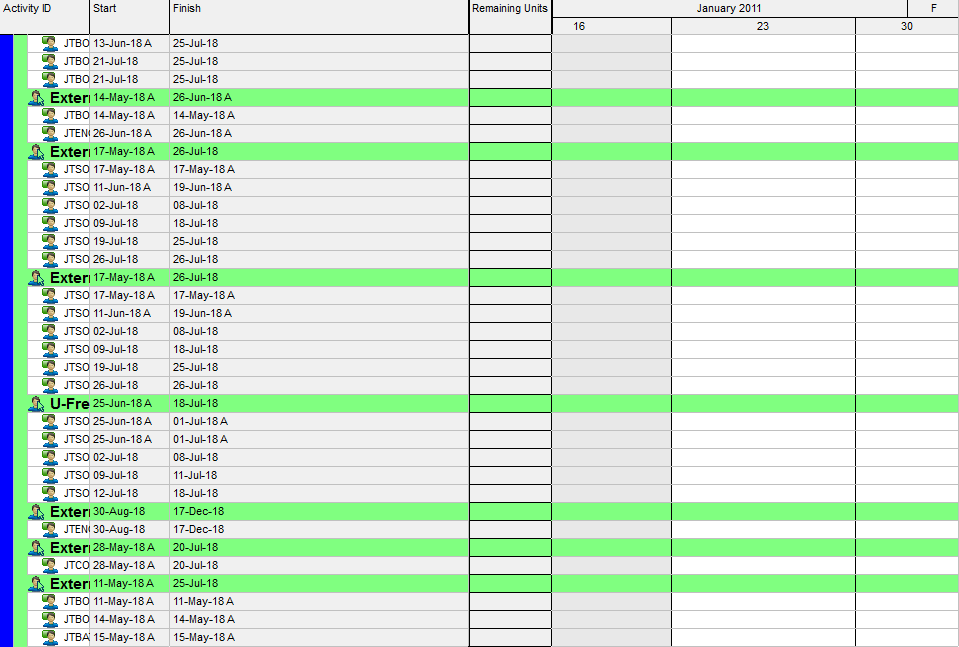 Activity ID Start Finish Remaining Units January 2011 F
16 23 30
JTBO 13-Jun-18 A 25-Jul-18
JTBO 21-Jul-18 25-Jul-18
JTBO 21-Jul-18 25-Jul-18
Exter 14-May-18 A 26-Jun-18 A
JTBO 14-May-18 A 14-May-18 A
JTEN 26-Jun-18 A 26-Jun-18 A
Exter 17-May-18 A 26-Jul-18
JTSO 17-May-18 A 17-May-18 A
JTSO 11-Jun-18 A 19-Jun-18 A
JTSO 02-Jul-18 08-Jul-18
JTSO 09-Jul-18 18-Jul-18
JTSO 19-Jul-18 25-Jul-18
JTSO 26-Jul-18 26-Jul-18
Exter 17-May-18 A 26-Jul-18
JTSO 17-May-18 A 17-May-18 A
JTSO 11-Jun-18 A 19-Jun-18 A
JTSO 02-Jul-18 08-Jul-18
JTSO 09-Jul-18 18-Jul-18
JTSO 19-Jul-18 25-Jul-18
JTSO 26-Jul-18 26-Jul-18
U-Fre 25-Jun-18 A 18-Jul-18
JTSO 25-Jun-18 A 01-Jul-18 A
JTSO 25-Jun-18 A 01-Jul-18 A
JTSO 02-Jul-18 08-Jul-18
JTSO 09-Jul-18 11-Jul-18
JTSO 12-Jul-18 18-Jul-18
Exter 30-Aug-18 17-Dec-18
JTEN 30-Aug-18 17-Dec-18
Exter 28-May-18 A 20-Jul-18
JTCO 28-May-18 A 20-Jul-18
Exter 11-May-18 A 25-Jul-18
JTBO 11-May-18 A 11-May-18 A
JTBO 14-May-18 A 14-May-18 A
JTBA 15-May-18 A 15-May-18 A